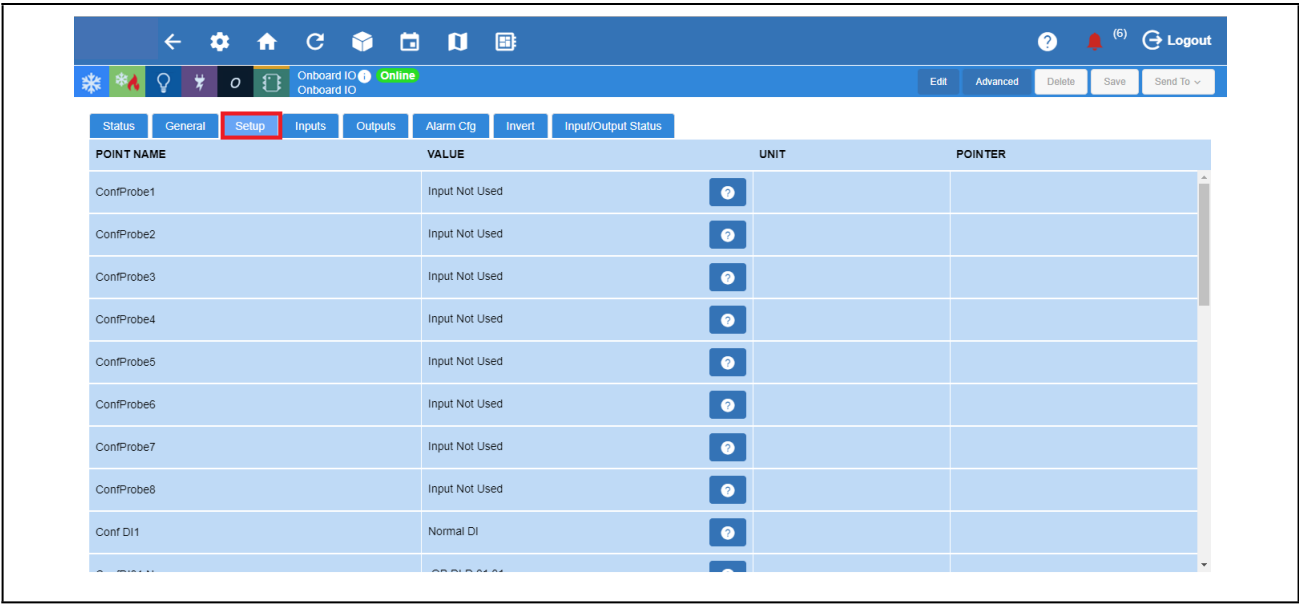 (6) Logout
Onboard IO Online
Onboard IO
Edit Advanced Delete Save Send To
Status General Setup Inputs Outputs Alarm Cfg Invert Input/Output Status
POINT NAME VALUE UNIT POINTER
ConfProbe1 Input Not Used
ConfProbe2 Input Not Used
ConfProbe3 Input Not Used
ConfProbe4 Input Not Used
ConfProbe5 Input Not Used
ConfProbe6 Input Not Used
ConfProbe7 Input Not Used
ConfProbe8 Input Not Used
Conf DI1 Normal DI